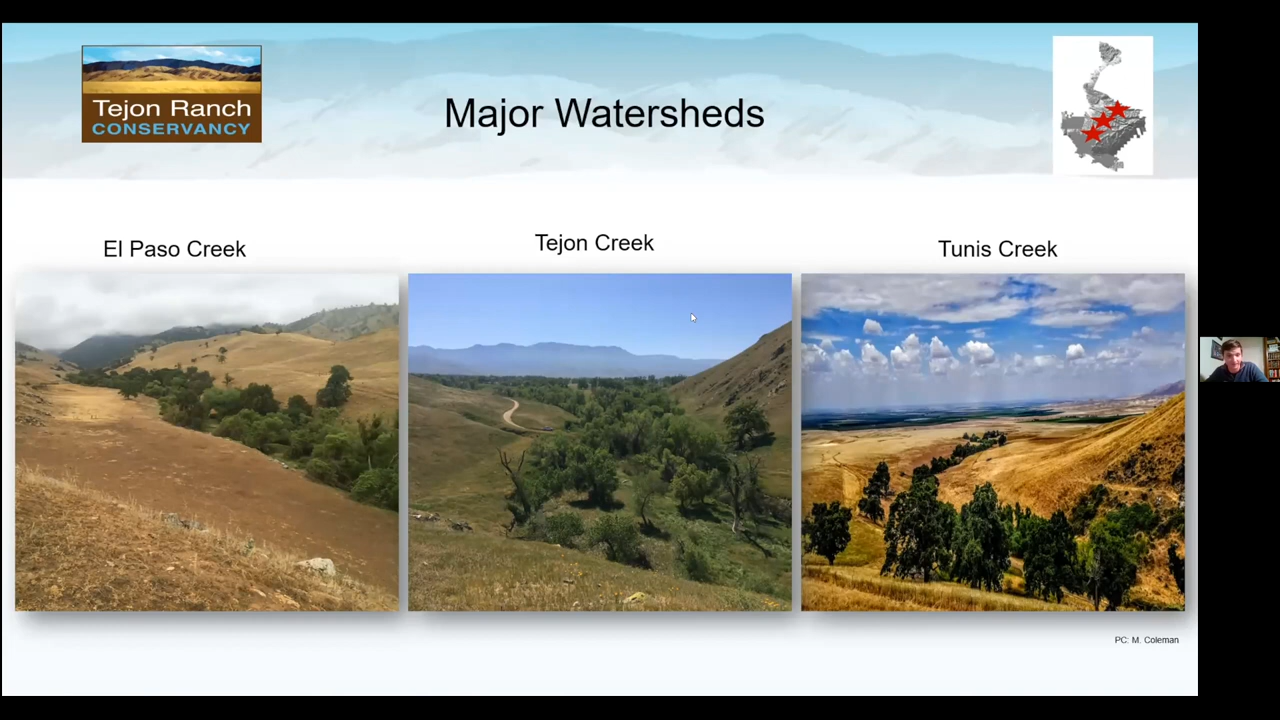 Tejon Ranch
CONSERVANCY
Major Watersheds
El Paso Creek
Tejon Creek
Tunis Creek
PC: M. Coleman